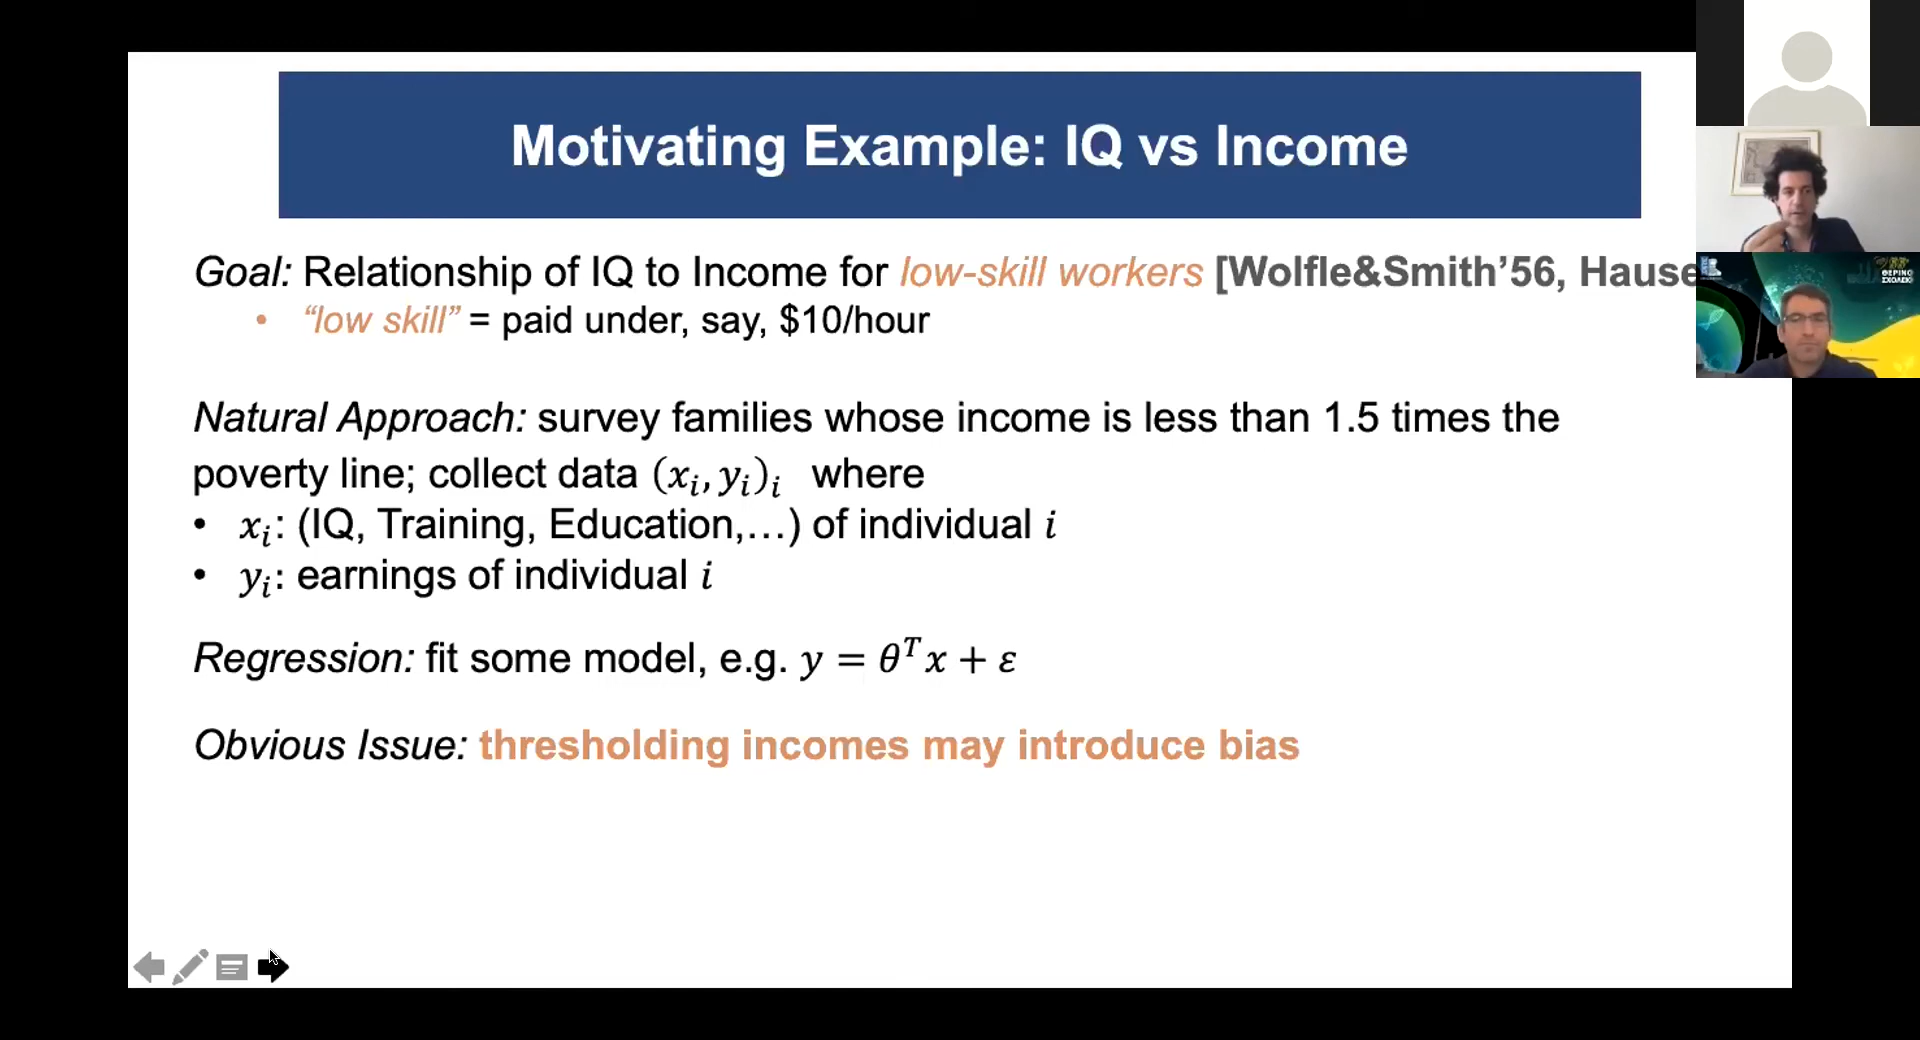 Motivating Example: IQ vs Income
Goal: Relationship of IQ to Income for low-skill workers [Wolfle&Smith’56, Hause
• “low skill” = paid under, say, $10/hour
Natural Approach: survey families whose income is less than 1.5 times the
poverty line; collect data (xᵢ, yᵢ)ᵢ where
• xᵢ: (IQ, Training, Education,…) of individual i
• yᵢ: earnings of individual i
Regression: fit some model, e.g. y = θᵀx + ε
Obvious Issue: thresholding incomes may introduce bias
ΘΕΡΙΝΟ
ΣΧΟΛΕΙΟ